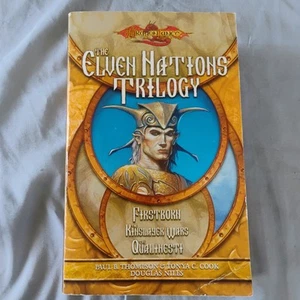 THE
ELVEN NATIONS
TRILOGY
FIRSTBORN
KINSLAYER WARS
QUALINESTI
PAUL B. THOMPSON & TONYA C. COOK
DOUGLAS NILES